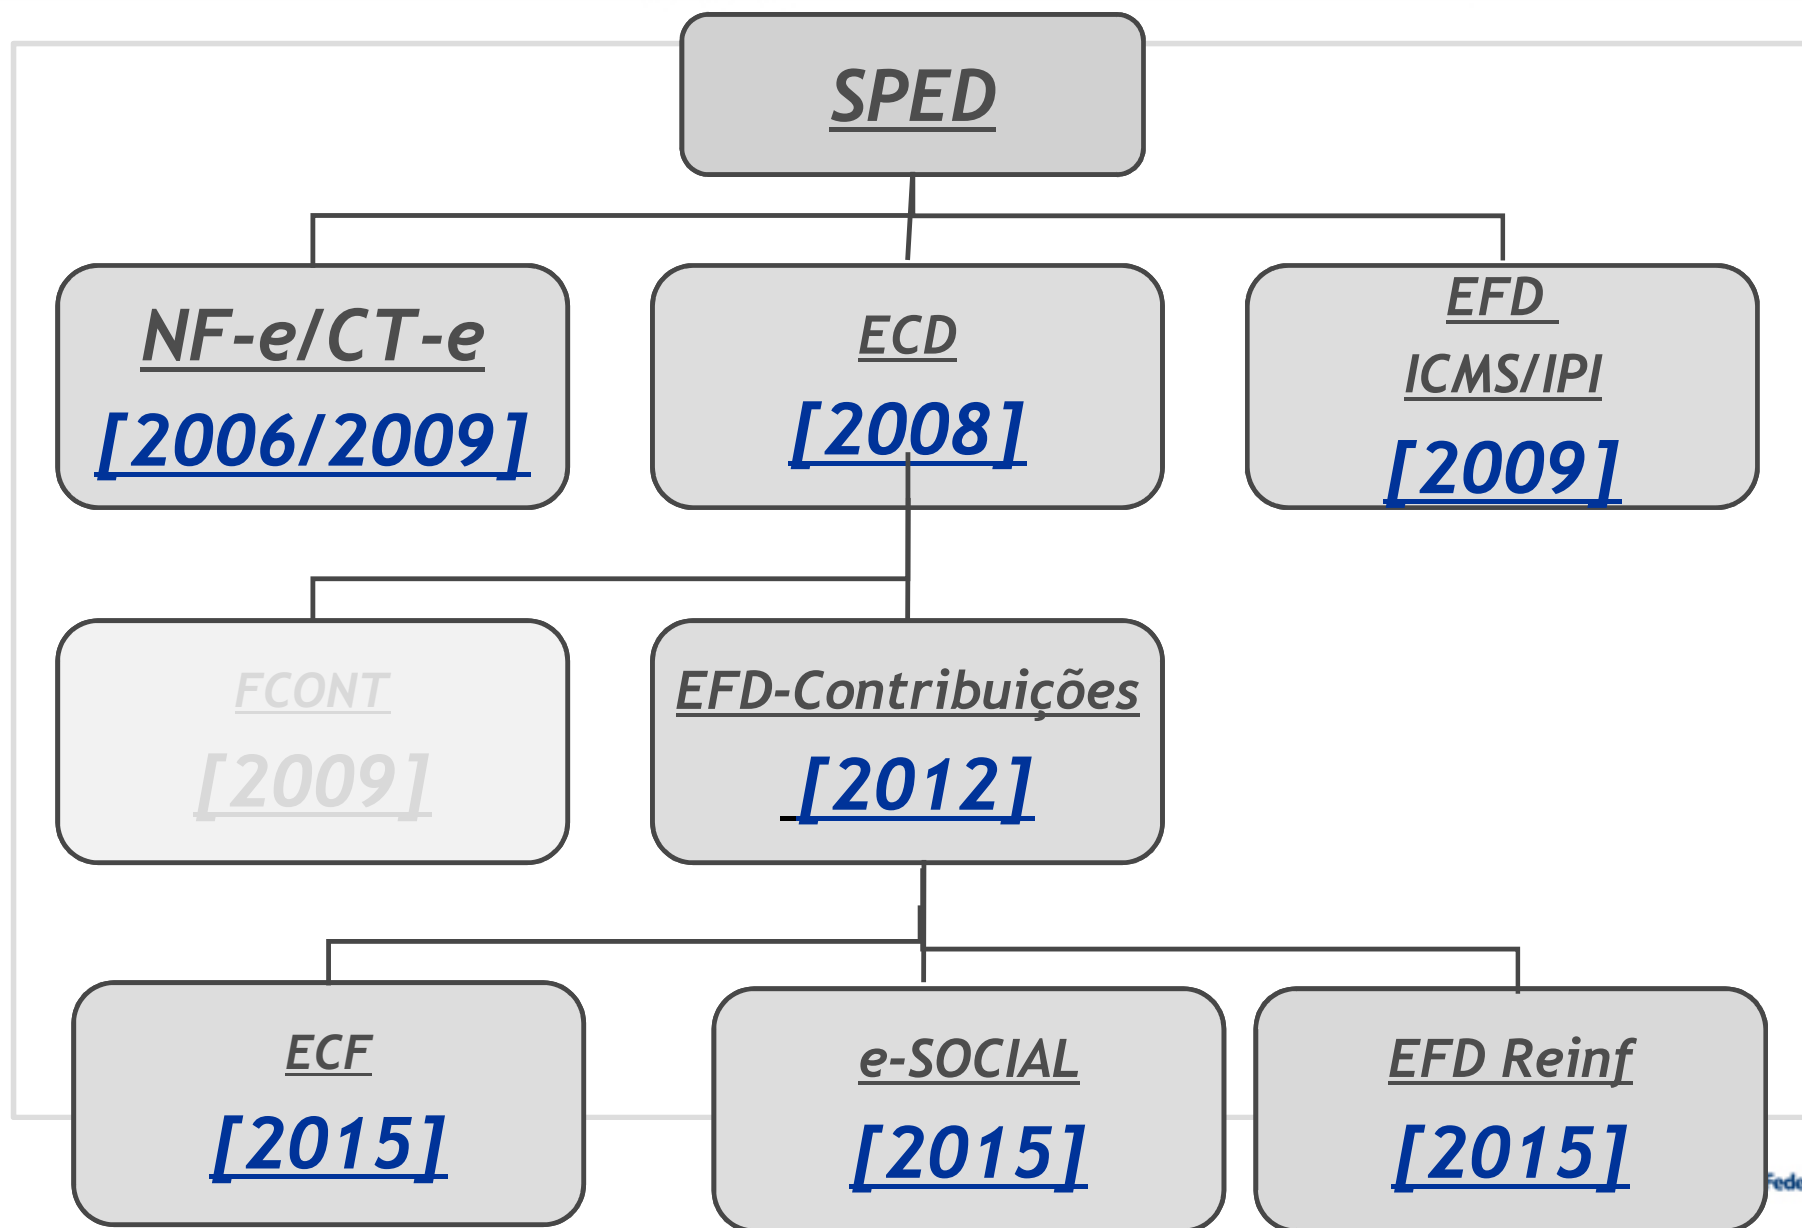 SPED
NF-e/CT-e
[2006/2009]
ECD
[2008]
EFD
ICMS/IPI
[2009]
FCONT
[2009]
EFD-Contribuições
[2012]
ECF
[2015]
e-SOCIAL
[2015]
EFD Reinf
[2015]